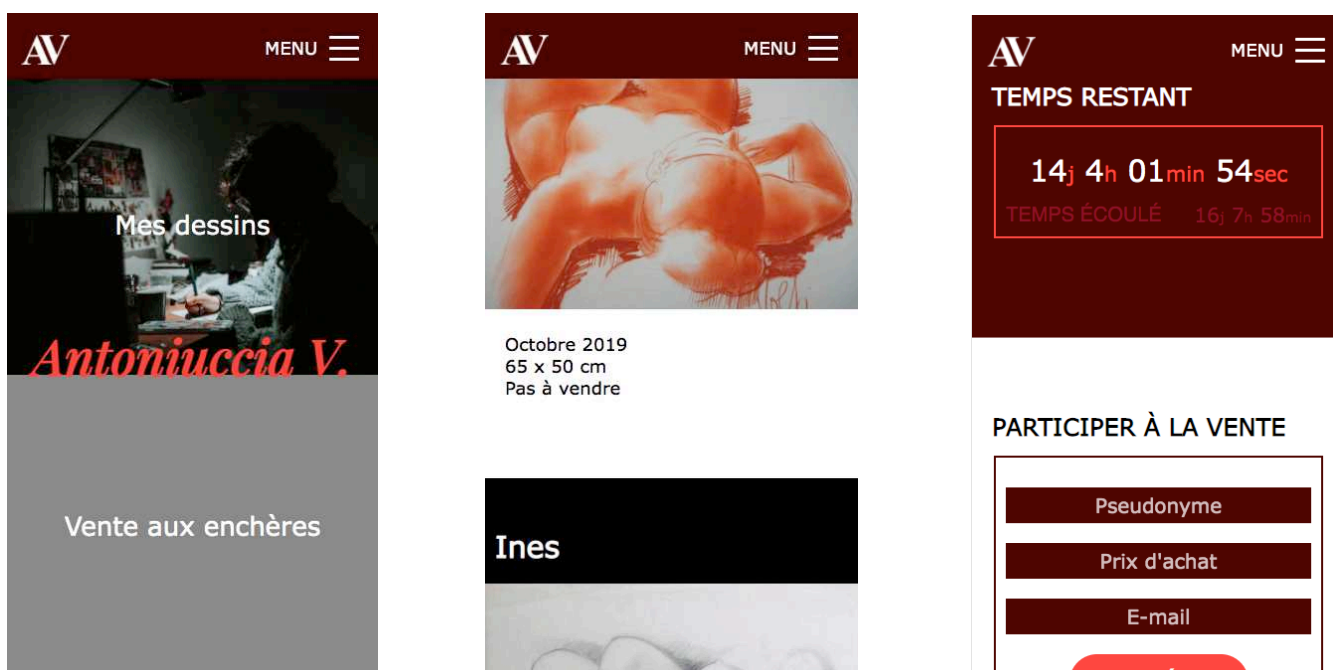 AV
MENU
Mes dessins
Antoniuccia V.
Vente aux enchères
AV
MENU
Octobre 2019
65 x 50 cm
Pas à vendre
Ines
AV
MENU
TEMPS RESTANT
14j 4h 01min 54sec
TEMPS ÉCOULÉ 16j 7h 58min
PARTICIPER À LA VENTE
Pseudonyme
Prix d'achat
E-mail